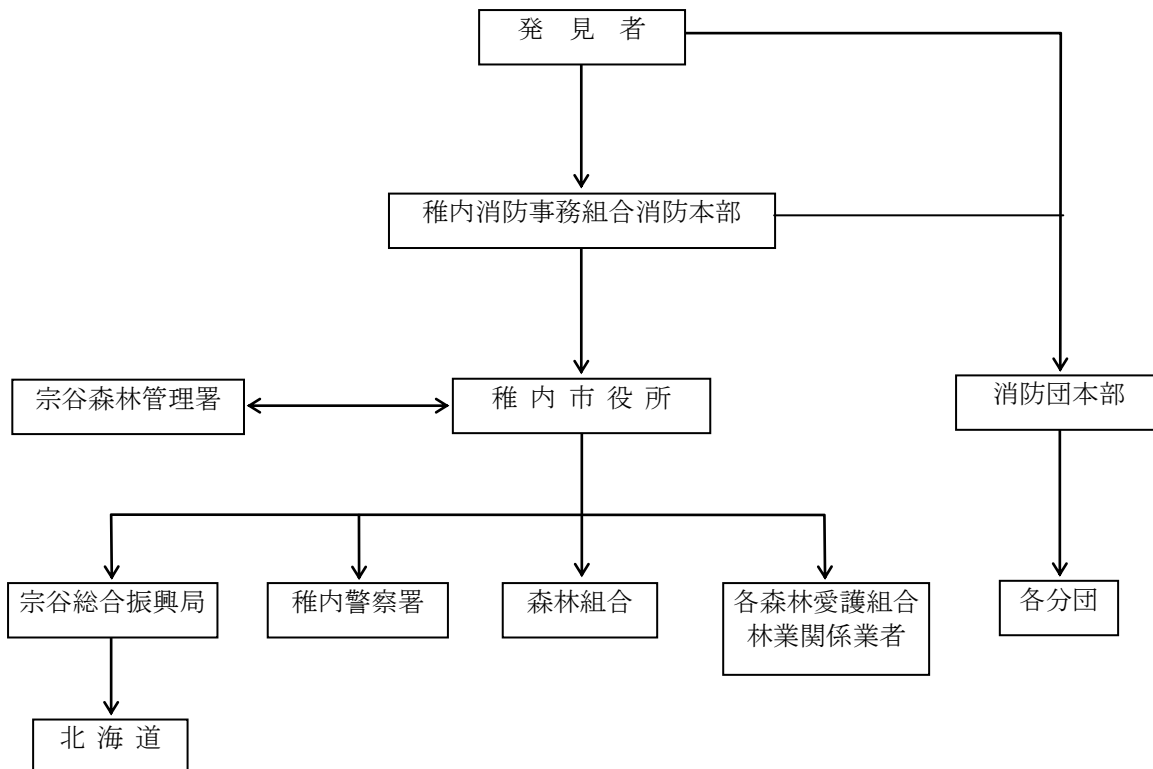 発 見 者
稚内消防事務組合消防本部
宗谷森林管理署
稚 内 市 役 所
消防団本部
宗谷総合振興局
稚内警察署
森林組合
各森林愛護組合
林業関係業者
各分団
北 海 道